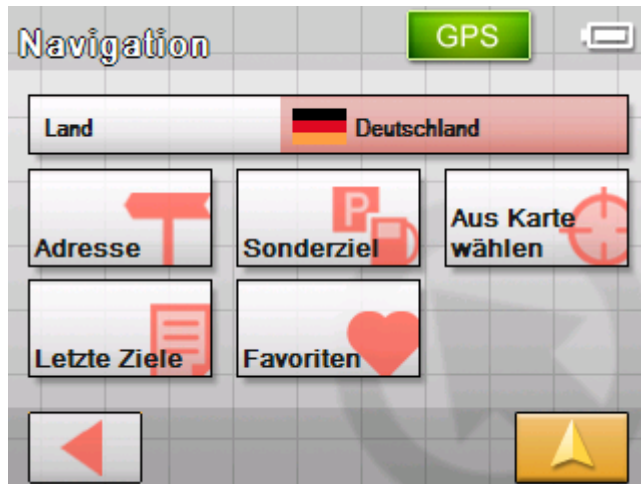 Navigation
GPS
Land
Deutschland
Adresse
P
Sonderziel
Aus Karte
wählen
Letzte Ziele
Favoriten